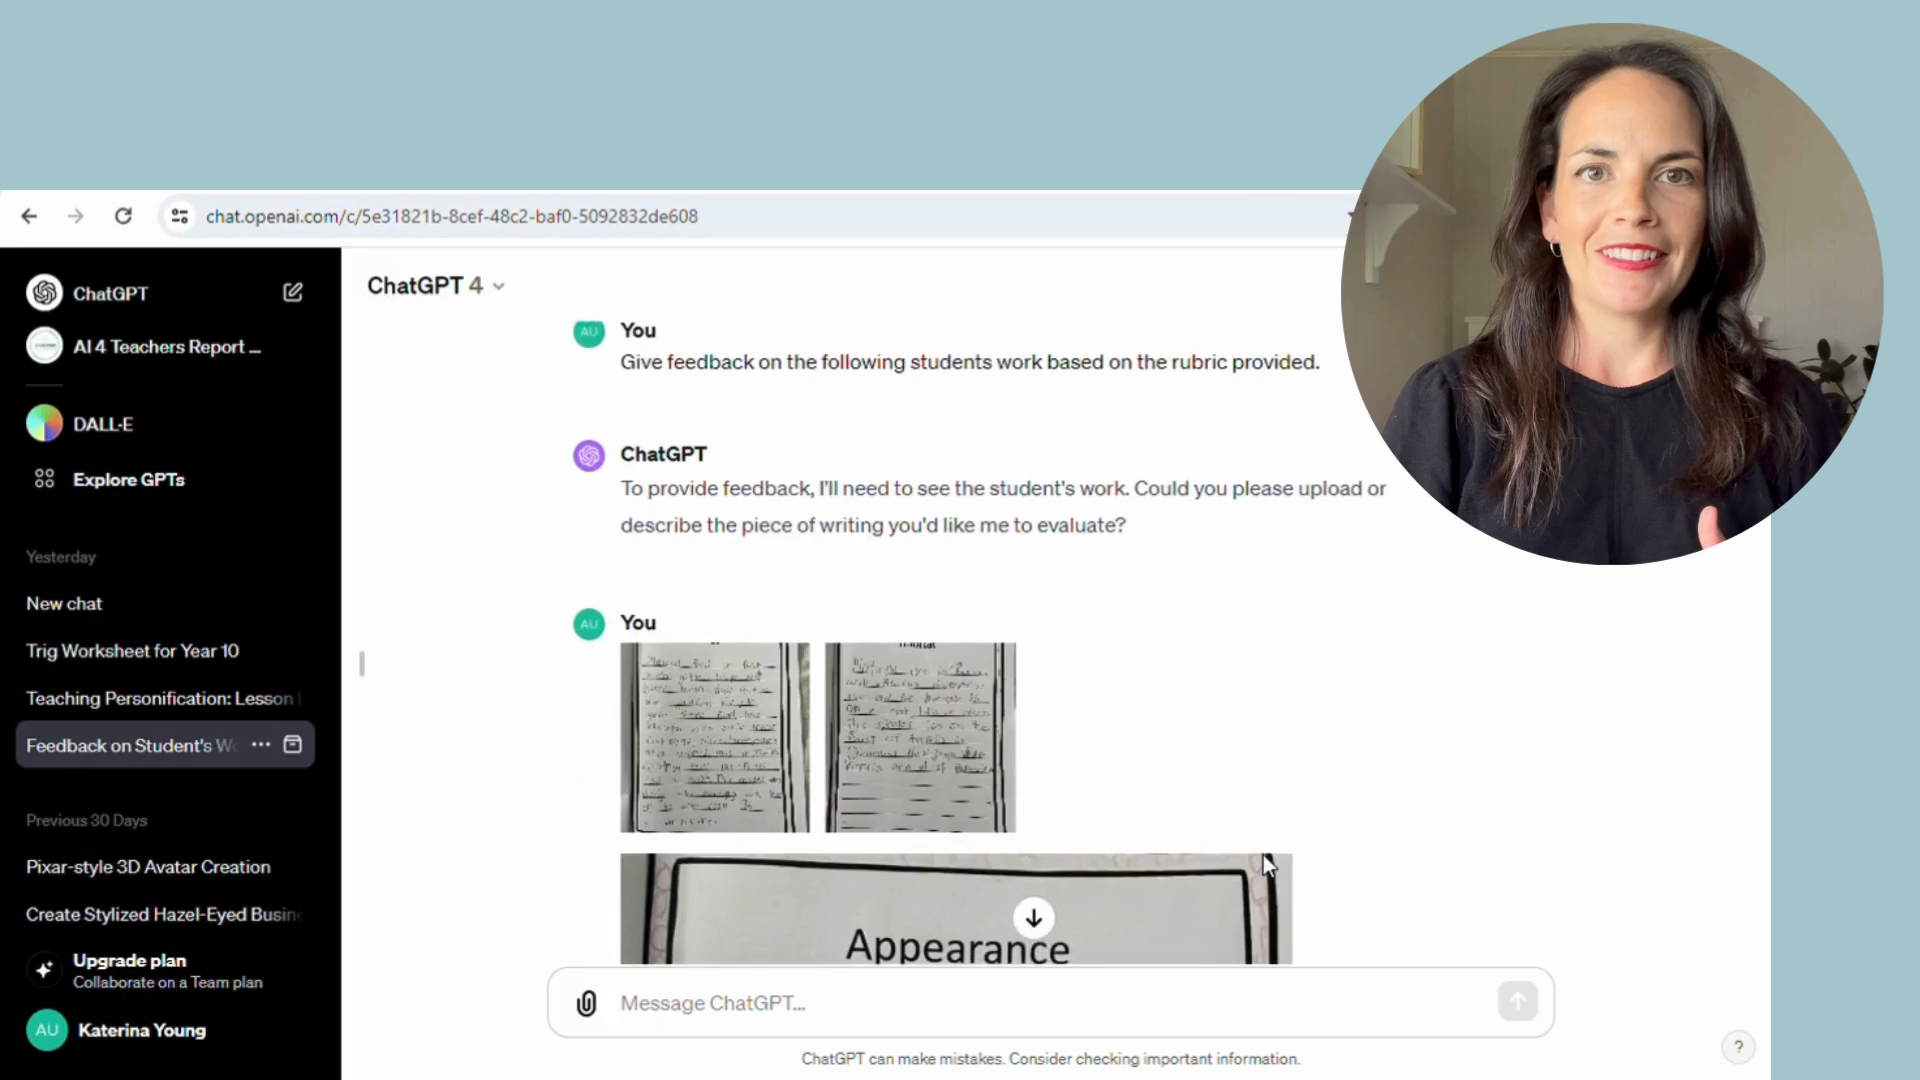 chat.openai.com/c/5e31821b-8cef-48c2-baf0-5092832de608
ChatGPT
AI 4 Teachers Report ...
DALL·E
Explore GPTs
Yesterday
New chat
Trig Worksheet for Year 10
Teaching Personification: Lesson
Feedback on Student's Wo
Previous 30 Days
Pixar-style 3D Avatar Creation
Create Stylized Hazel-Eyed Busin
Upgrade plan
Collaborate on a Team plan
AU
Katerina Young
ChatGPT 4
AU
You
Give feedback on the following students work based on the rubric provided.
ChatGPT
To provide feedback, I'll need to see the student's work. Could you please upload or
describe the piece of writing you'd like me to evaluate?
AU
You
Appearance
Message ChatGPT...
ChatGPT can make mistakes. Consider checking important information.
?